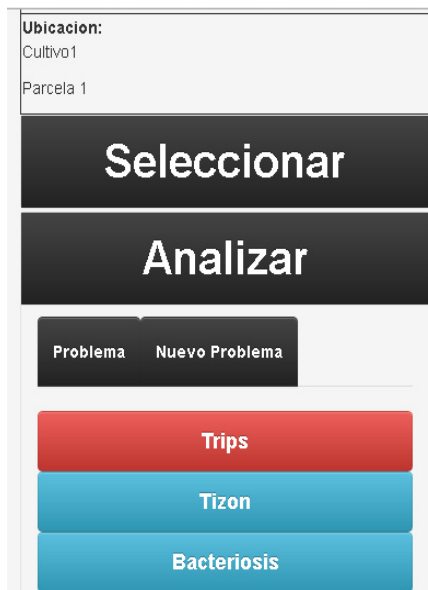 Ubicacion:
Cultivo1
Parcela 1
Seleccionar
Analizar
Problema Nuevo Problema
Trips
Tizon
Bacteriosis